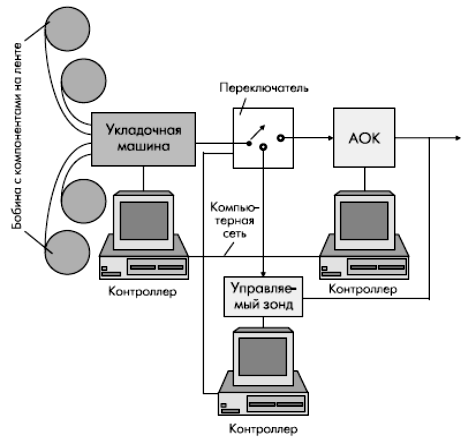 Бобина с компонентами на ленте
Переключатель
Укладочная
машина
АОК
Компью-
терная
сеть
Контроллер
Управляе-
мый зонд
Контроллер
Контроллер